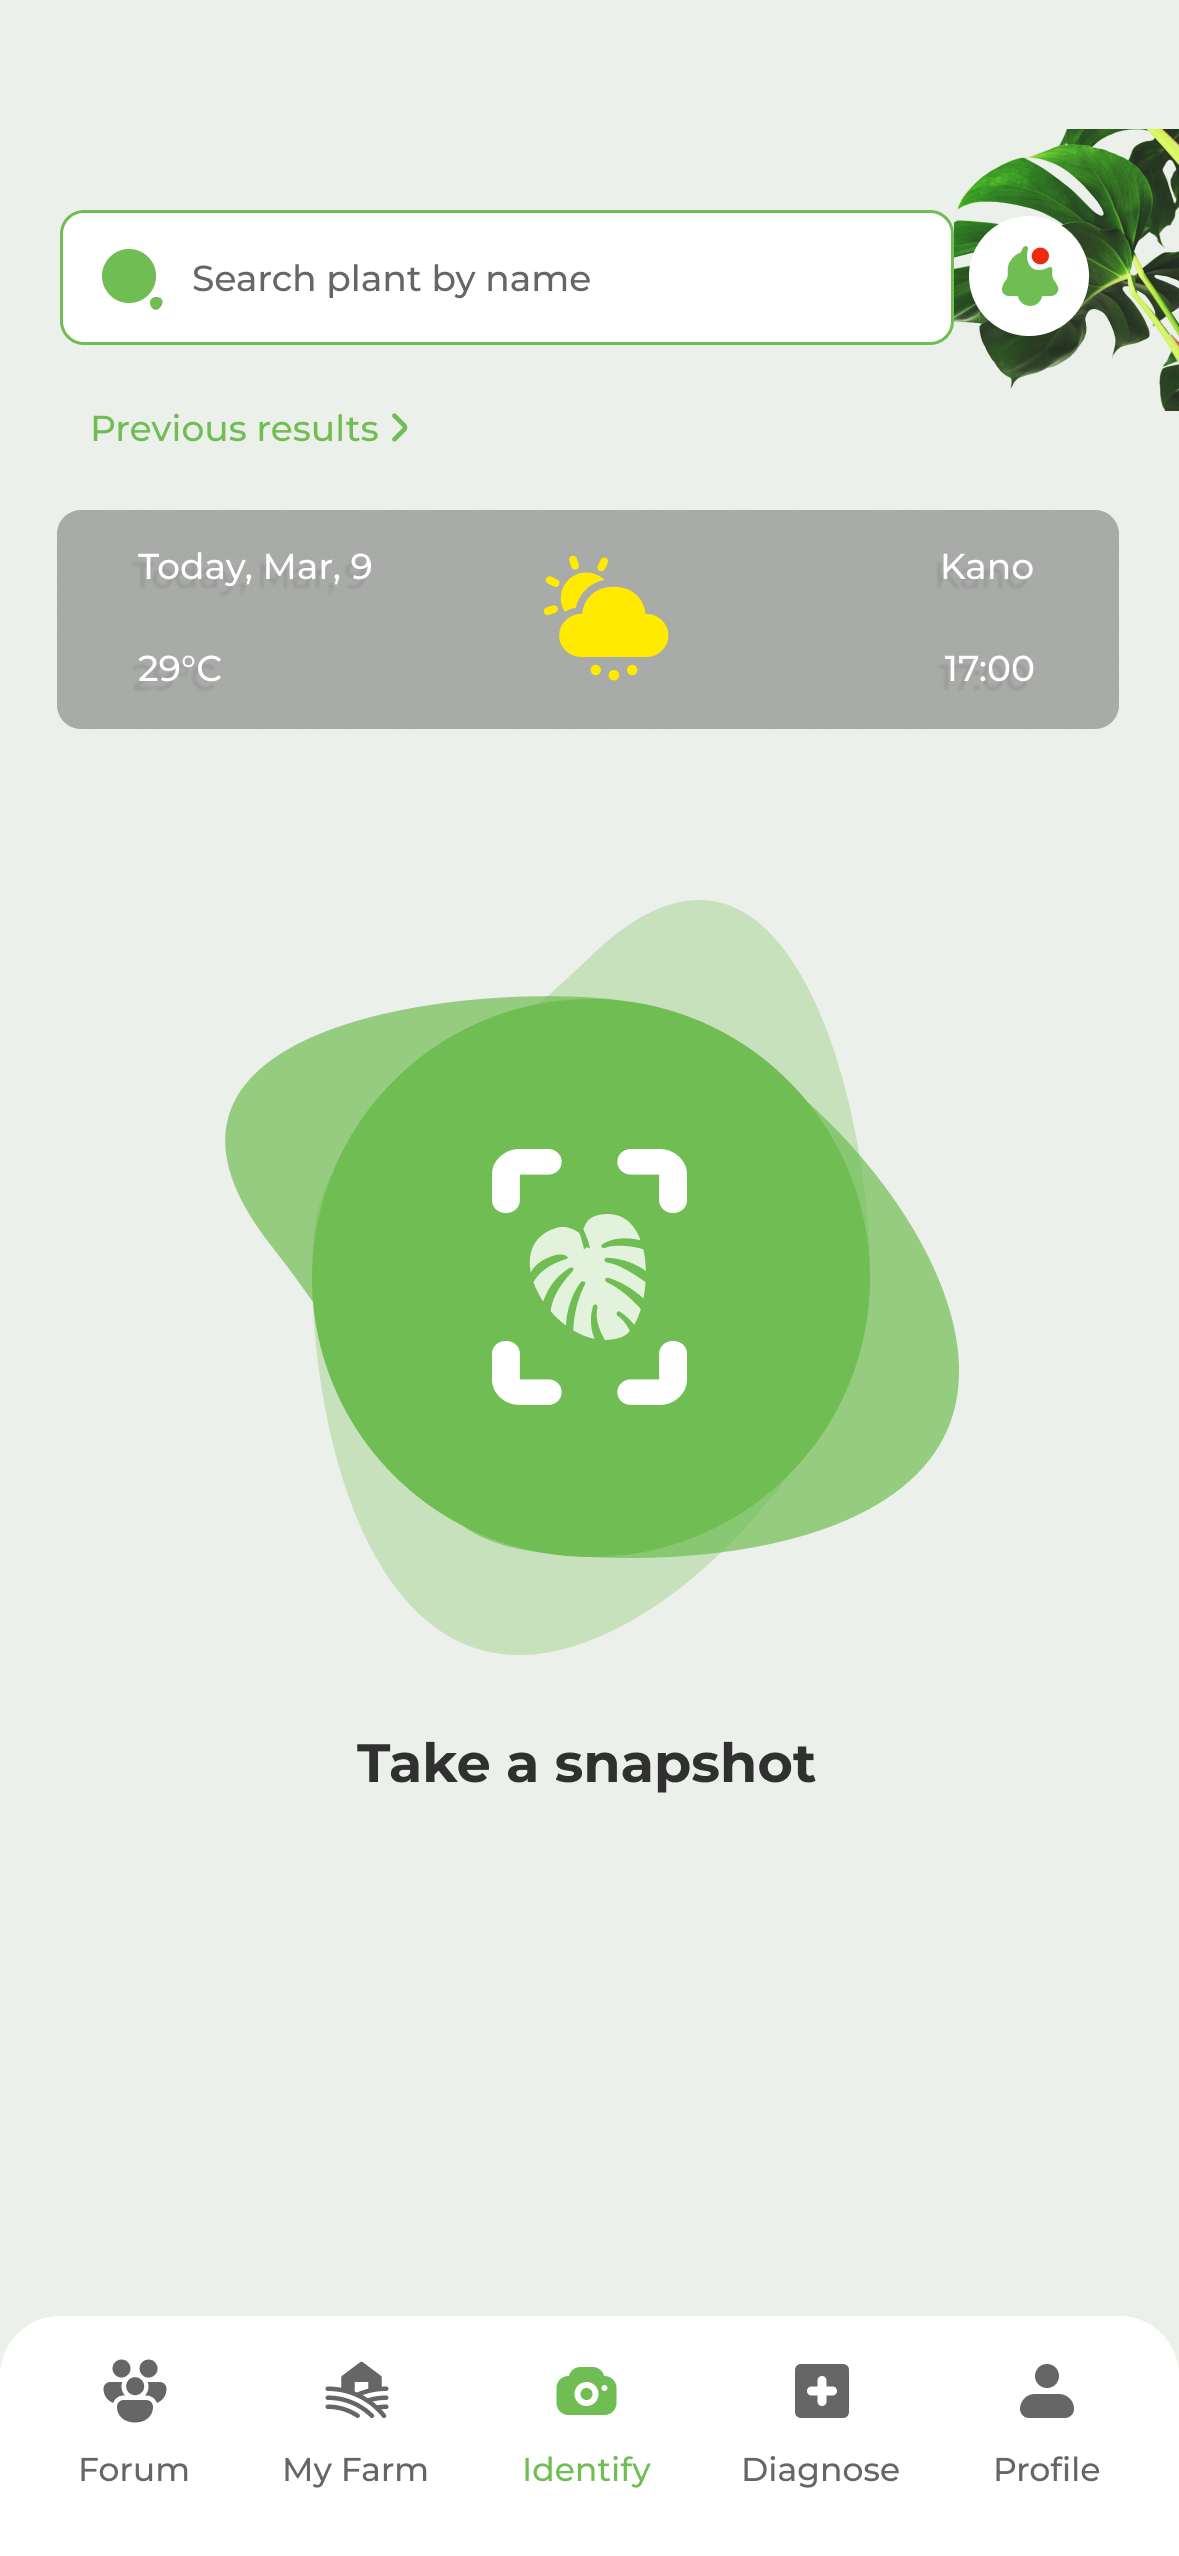 Search plant by name
Previous results
Today, Mar, 9
Kano
29°C
17:00
Take a snapshot
Forum
My Farm
Identify
Diagnose
Profile